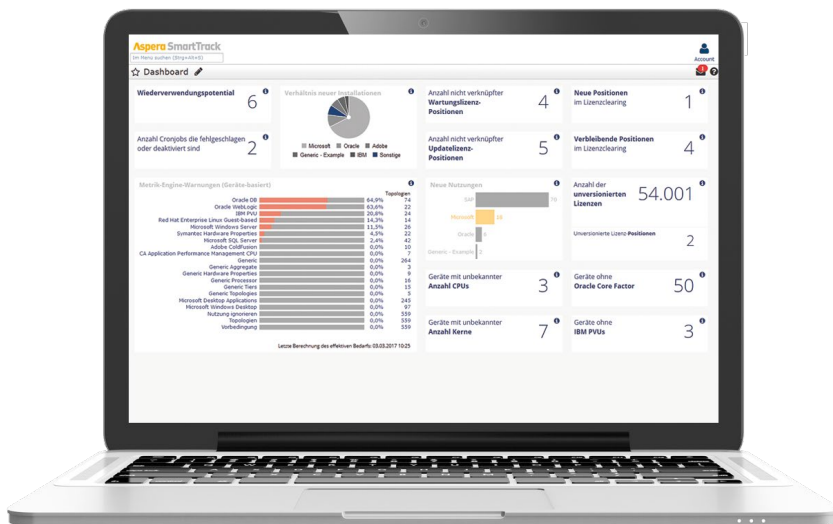 Aspera SmartTrack
Im Menü suchen (Strg+Alt+S)
Account
Dashboard
Wiederverwendungspotential
6
Anzahl Cronjobs die fehlgeschlagen
oder deaktiviert sind
2
Verhältnis neuer Installationen
Microsoft Oracle Adobe
Generic - Example IBM Sonstige
Anzahl nicht verknüpfter
Wartungslizenz-
Positionen
4
Neue Positionen
im Lizenzclearing
1
Anzahl nicht verknüpfter
Updatelizenz-
Positionen
5
Verbleibende Positionen
im Lizenzclearing
4
Metrik-Engine-Warnungen (Geräte-basiert)
Topologien
Oracle DB 64,9% 74
Oracle WebLogic 63,6% 22
IBM PVU 20,8% 24
Red Hat Enterprise Linux Guest-based 14,3% 14
Microsoft Windows Server 11,5% 26
Symantec Hardware Properties 4,5% 22
Microsoft SQL Server 2,4% 42
Adobe ColdFusion 0,0% 10
CA Application Performance Management CPU 0,0% 7
Generic 0,0% 264
Generic Aggregate 0,0% 3
Generic Hardware Properties 0,0% 9
Generic Processor 0,0% 16
Generic Tiers 0,0% 15
Generic Topologies 0,0% 5
Microsoft Desktop Applications 0,0% 245
Microsoft Windows Desktop 0,0% 97
Nutzung ignorieren 0,0% 559
Topologien 0,0% 559
Vorbedingung 0,0% 539
Letzte Berechnung des effektiven Bedarfs: 03.03.2017 10:25
Neue Nutzungen
SAP
Microsoft
Oracle
Generic - Example
Anzahl der
unversionierten
Lizenzen
54.001
Unversionierte Lizenz-Positionen
2
Geräte mit unbekannter
Anzahl CPUs
3
Geräte ohne
Oracle Core Factor
50
Geräte mit unbekannter
Anzahl Kerne
7
Geräte ohne
IBM PVUs
3